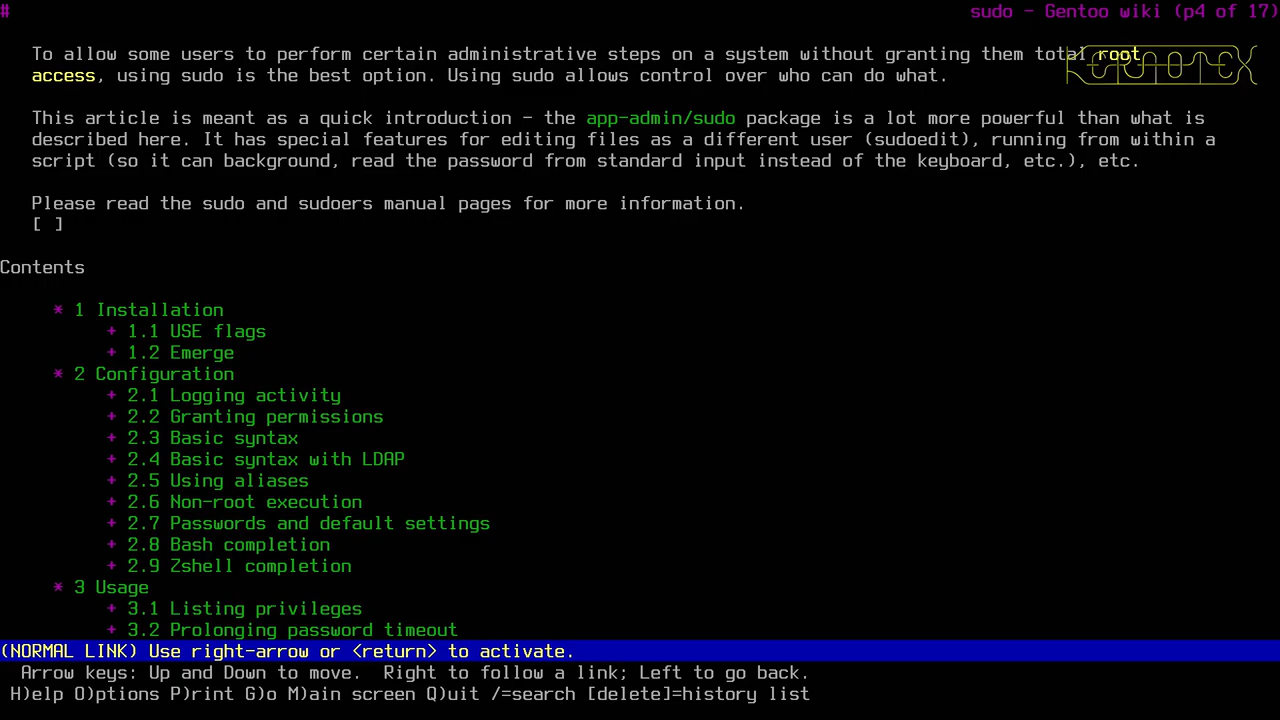 #
sudo - Gentoo wiki (p4 of 17)
To allow some users to perform certain administrative steps on a system without granting them total root
access, using sudo is the best option. Using sudo allows control over who can do what.
This article is meant as a quick introduction - the app-admin/sudo package is a lot more powerful than what is
described here. It has special features for editing files as a different user (sudoedit), running from within a
script (so it can background, read the password from standard input instead of the keyboard, etc.), etc.
Please read the sudo and sudoers manual pages for more information.
[ ]
Contents
* 1 Installation
+ 1.1 USE flags
+ 1.2 Emerge
* 2 Configuration
+ 2.1 Logging activity
+ 2.2 Granting permissions
+ 2.3 Basic syntax
+ 2.4 Basic syntax with LDAP
+ 2.5 Using aliases
+ 2.6 Non-root execution
+ 2.7 Passwords and default settings
+ 2.8 Bash completion
+ 2.9 Zshell completion
* 3 Usage
+ 3.1 Listing privileges
+ 3.2 Prolonging password timeout
(NORMAL LINK) Use right-arrow or <return> to activate.
Arrow keys: Up and Down to move.  Right to follow a link; Left to go back.
H)elp O)ptions P)rint G)o M)ain screen Q)uit /=search [delete]=history list